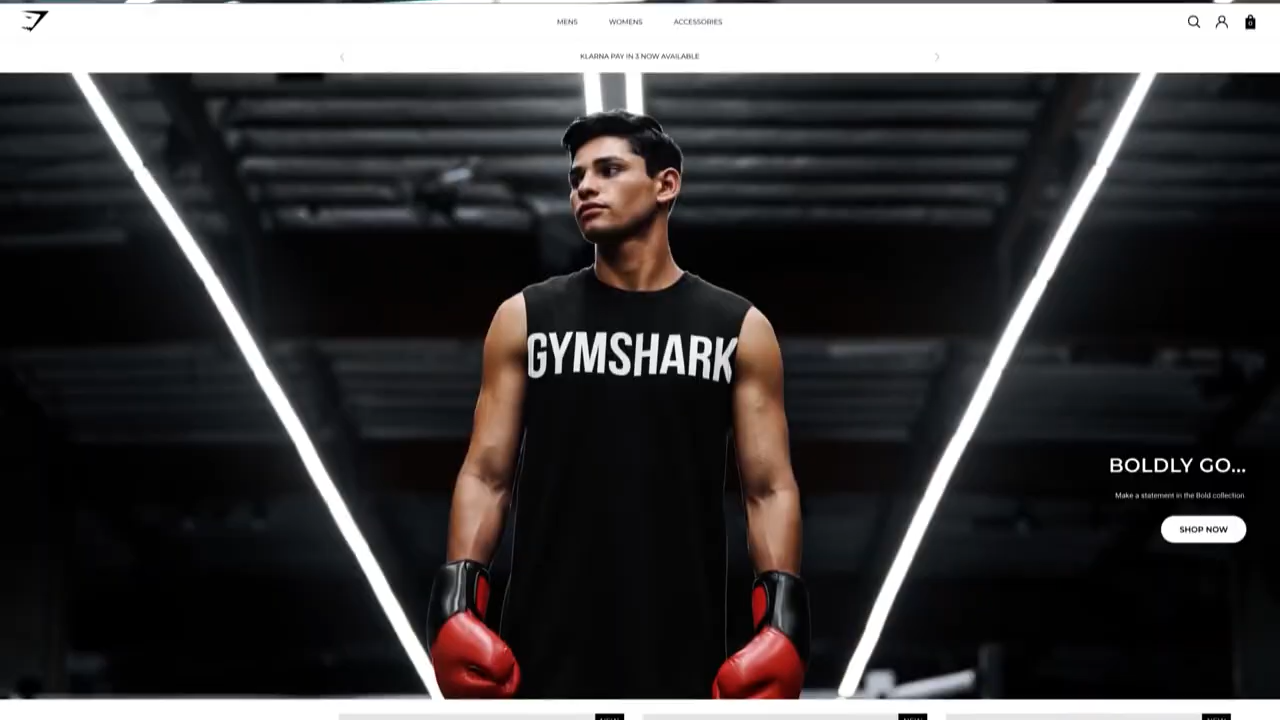 MENS WOMENS ACCESSORIES
0
KLARNA PAY IN 3 NOW AVAILABLE
GYMSHARK
BOLDLY GO...
Make a statement in the Bold collection
SHOP NOW